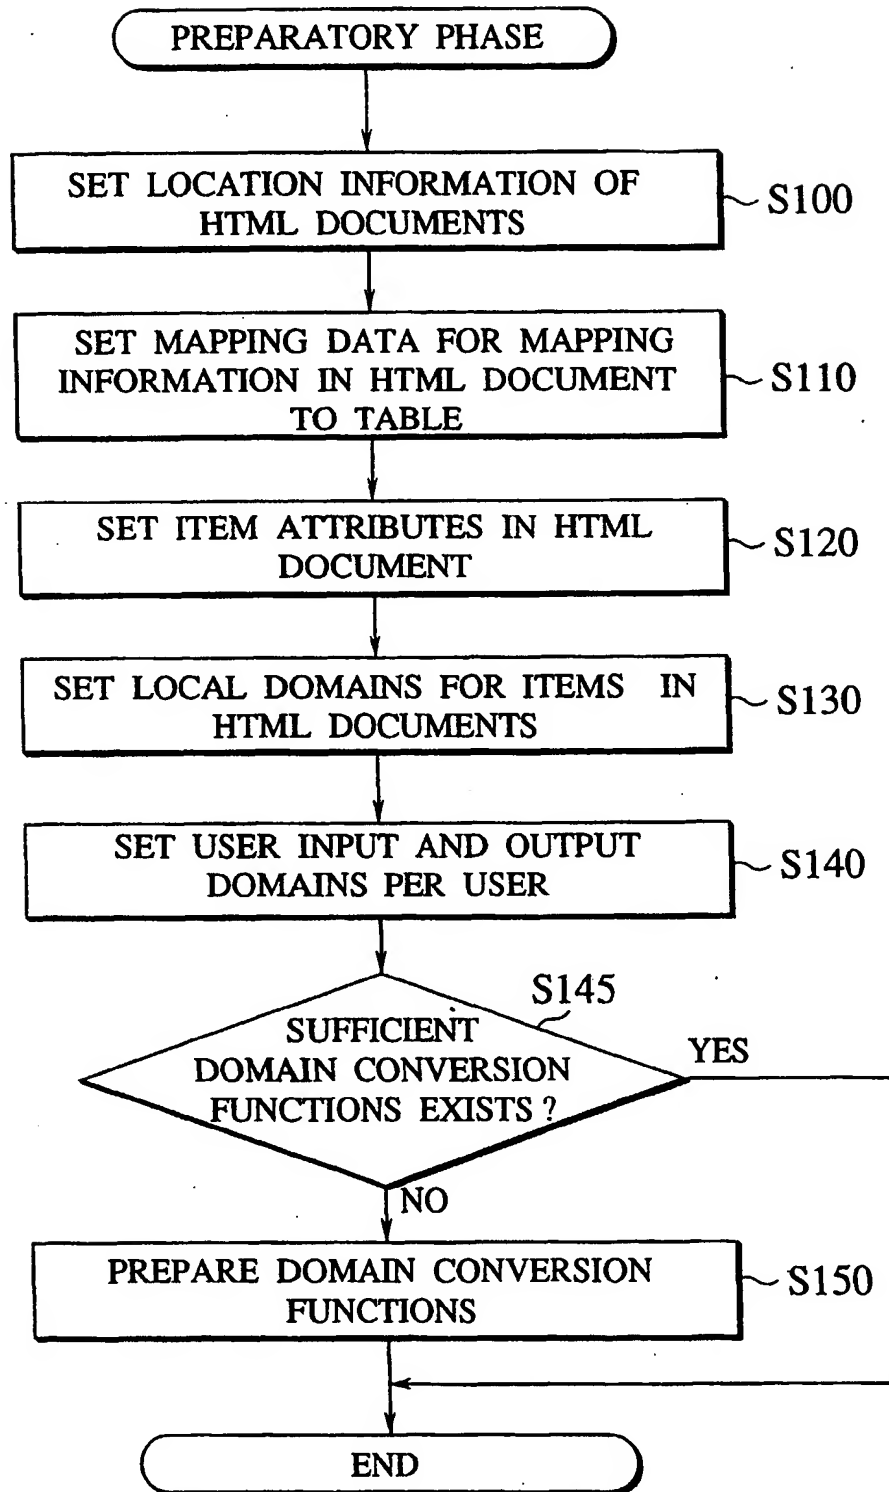 PREPARATORY PHASE
SET LOCATION INFORMATION OF
HTML DOCUMENTS
S100
SET MAPPING DATA FOR MAPPING
INFORMATION IN HTML DOCUMENT
TO TABLE
S110
SET ITEM ATTRIBUTES IN HTML
DOCUMENT
S120
SET LOCAL DOMAINS FOR ITEMS IN
HTML DOCUMENTS
S130
SET USER INPUT AND OUTPUT
DOMAINS PER USER
S140
S145
SUFFICIENT
DOMAIN CONVERSION
FUNCTIONS EXISTS ?
YES
NO
PREPARE DOMAIN CONVERSION
FUNCTIONS
S150
END